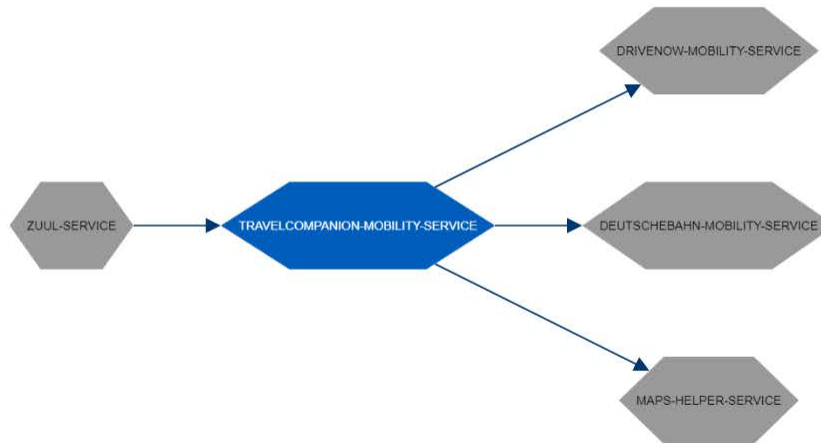 DRIVENOW-MOBILITY-SERVICE
ZUUL-SERVICE
TRAVELCOMPANION-MOBILITY-SERVICE
DEUTSCHEBAHN-MOBILITY-SERVICE
MAPS-HELPER-SERVICE